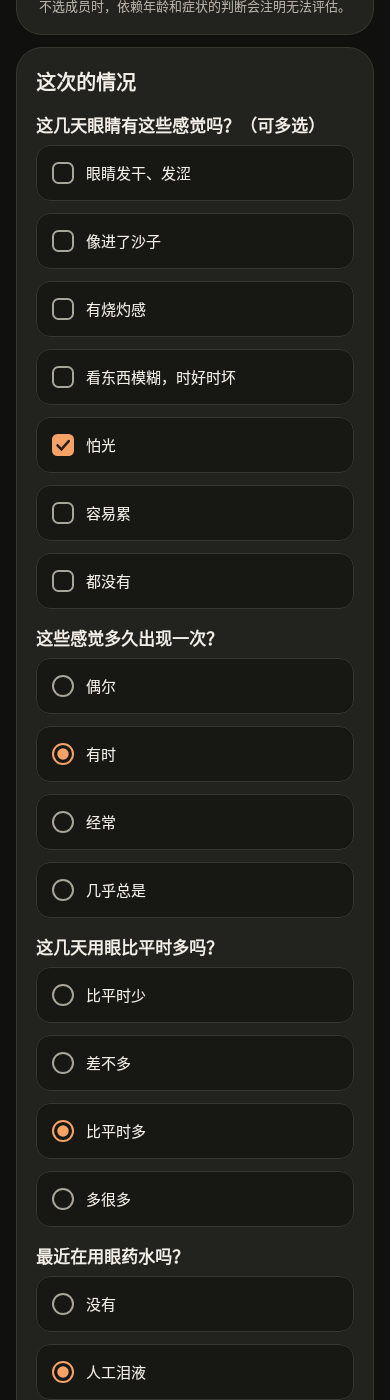 不选成员时，依赖年龄和症状的判断会注明无法评估。
这次的情况
这几天眼睛有这些感觉吗？（可多选）
眼睛发干、发涩
像进了沙子
有烧灼感
看东西模糊，时好时坏
怕光
容易累
都没有
这些感觉多久出现一次？
偶尔
有时
经常
几乎总是
这几天用眼比平时多吗？
比平时少
差不多
比平时多
多很多
最近在用眼药水吗？
没有
人工泪液